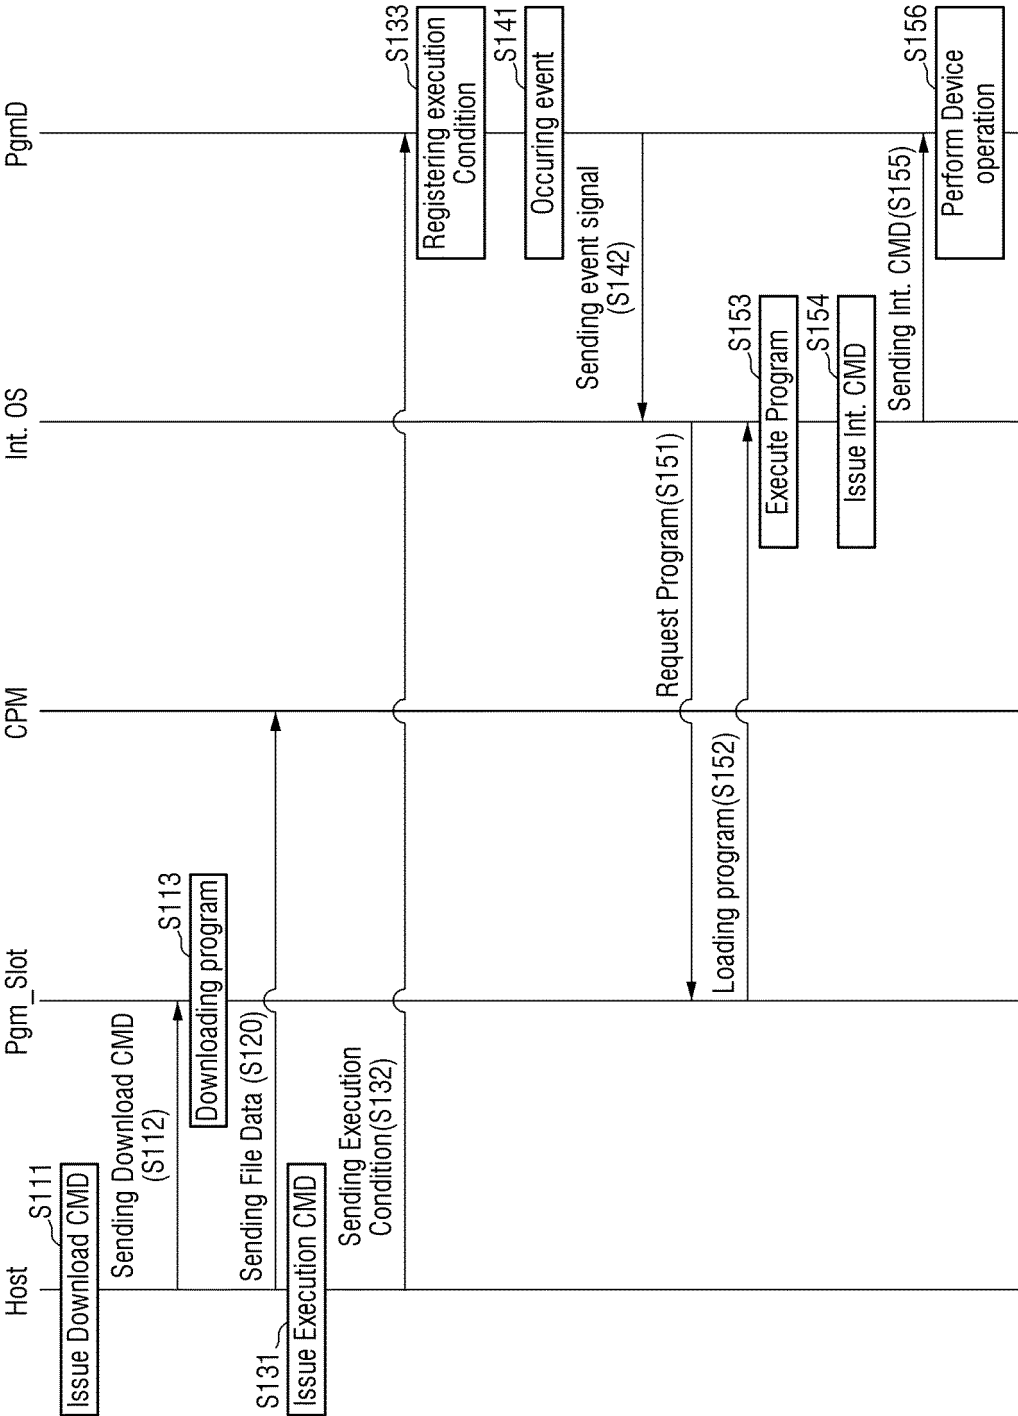 Host
Pgm_Slot
CPM
Int. OS
PgmD
S111
Issue Download CMD
Sending Download CMD
(S112)
S113
Downloading program
Sending File Data (S120)
S131
Issue Execution CMD
Sending Execution
Condition(S132)
S133
Registering execution
Condition
S141
Occuring event
Sending event signal
(S142)
Request Program(S151)
Loading program(S152)
S153
Execute Program
S154
Issue Int. CMD
Sending Int. CMD(S155)
S156
Perform Device
operation